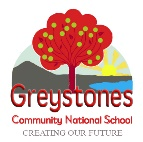 Greystones
Community National School
CREATING OUR FUTURE